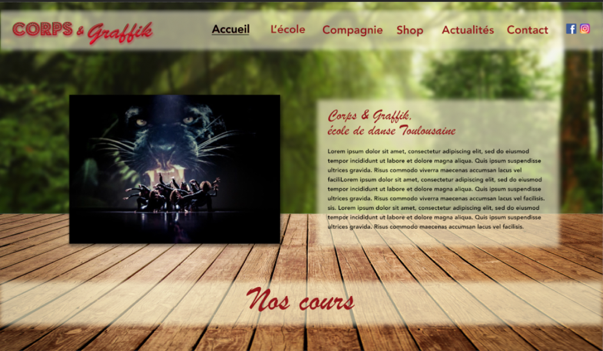 CORPS & Graffik
Accueil
L'école
Compagnie
Shop
Actualités
Contact
Corps & Graffik,
école de danse Toulousaine
Lorem ipsum dolor sit amet, consectetur adipiscing elit, sed do eiusmod
tempor incididunt ut labore et dolore magna aliqua. Quis ipsum suspendisse
ultrices gravida. Risus commodo viverra maecenas accumsan lacus vel
faciliLorem ipsum dolor sit amet, consectetur adipiscing elit, sed do eiusmod
tempor incididunt ut labore et dolore magna aliqua. Quis ipsum suspendisse
ultrices gravida. Risus commodo viverra maecenas accumsan lacus vel facilisis.
sis. Lorem ipsum dolor sit amet, consectetur adipiscing elit, sed do eiusmod
tempor incididunt ut labore et dolore magna aliqua. Quis ipsum suspendisse
ultrices gravida. Risus commodo viverra maecenas accumsan lacus vel facilisis.
Nos cours